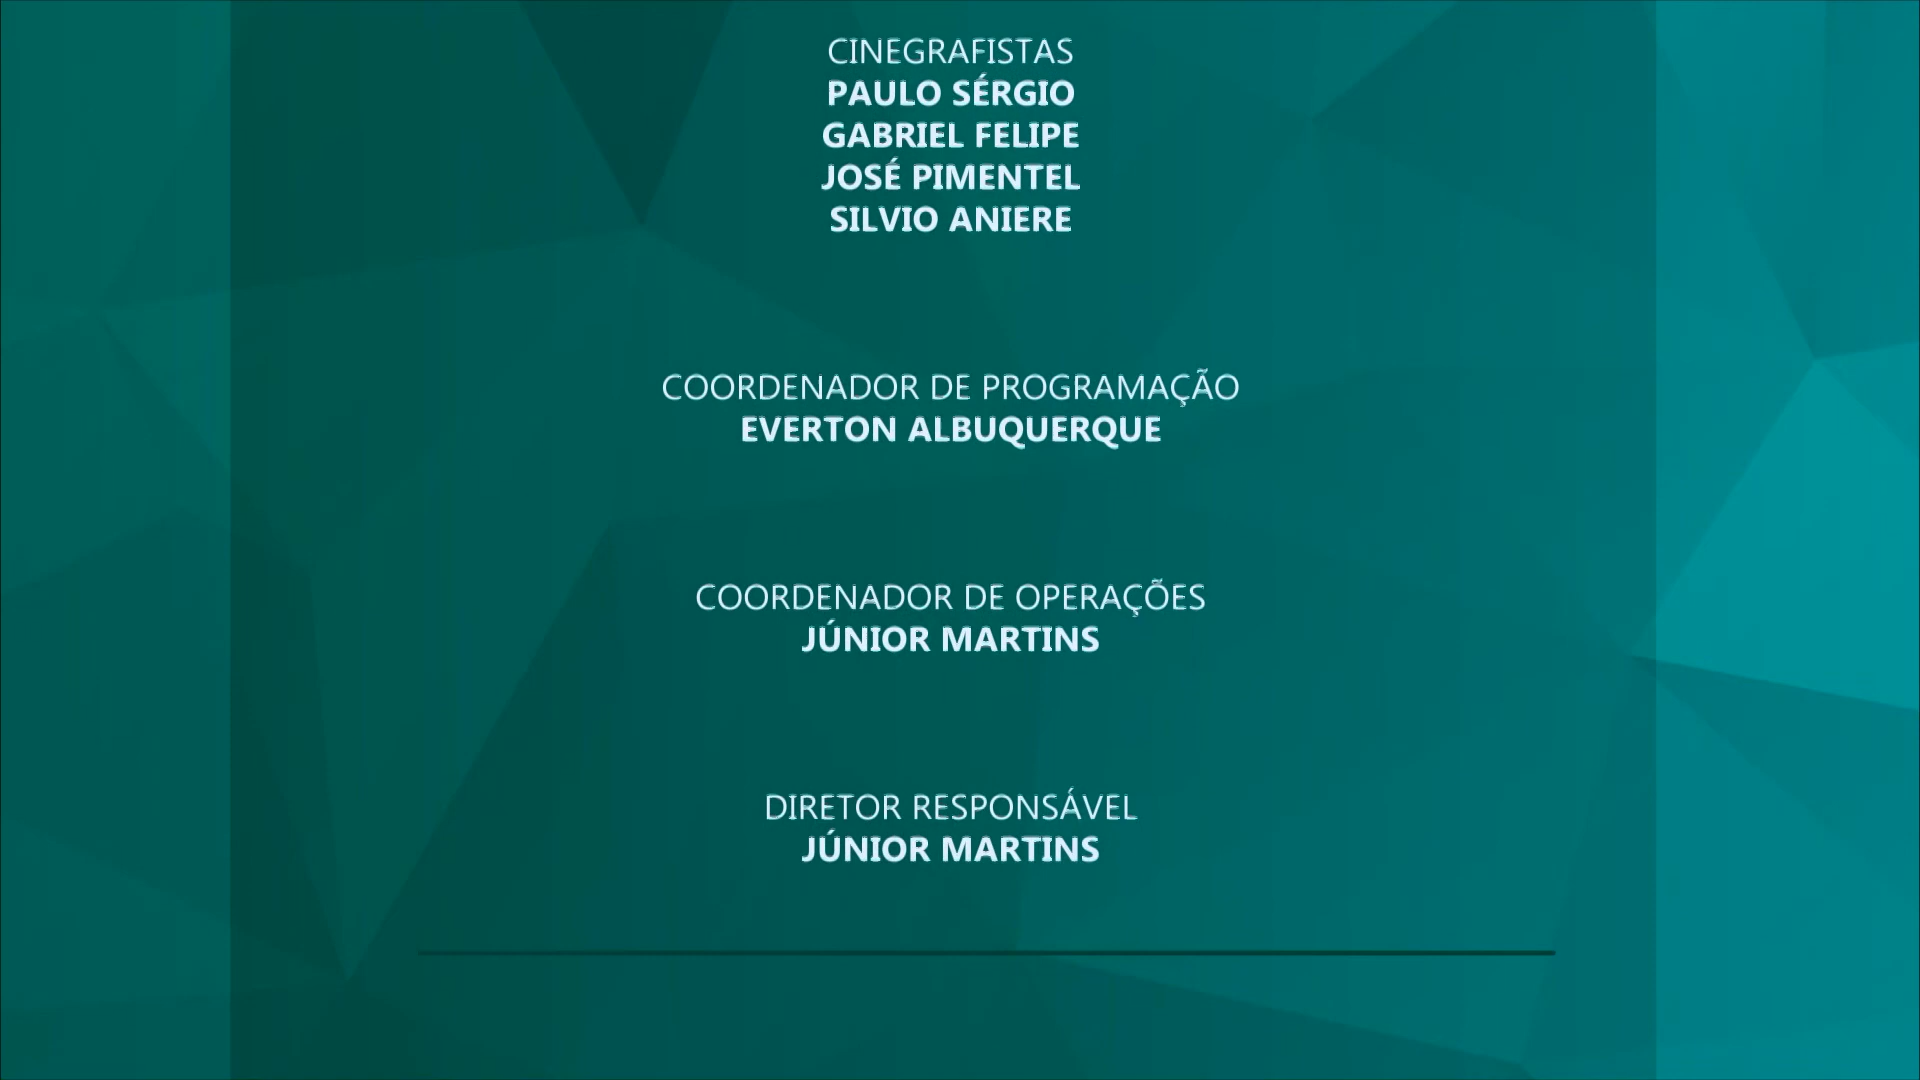 CINEGRAFISTAS
PAULO SÉRGIO
GABRIEL FELIPE
JOSÉ PIMENTEL
SILVIO ANIERE
COORDENADOR DE PROGRAMAÇÃO
EVERTON ALBUQUERQUE
COORDENADOR DE OPERAÇÕES
JÚNIOR MARTINS
DIRETOR RESPONSÁVEL
JÚNIOR MARTINS